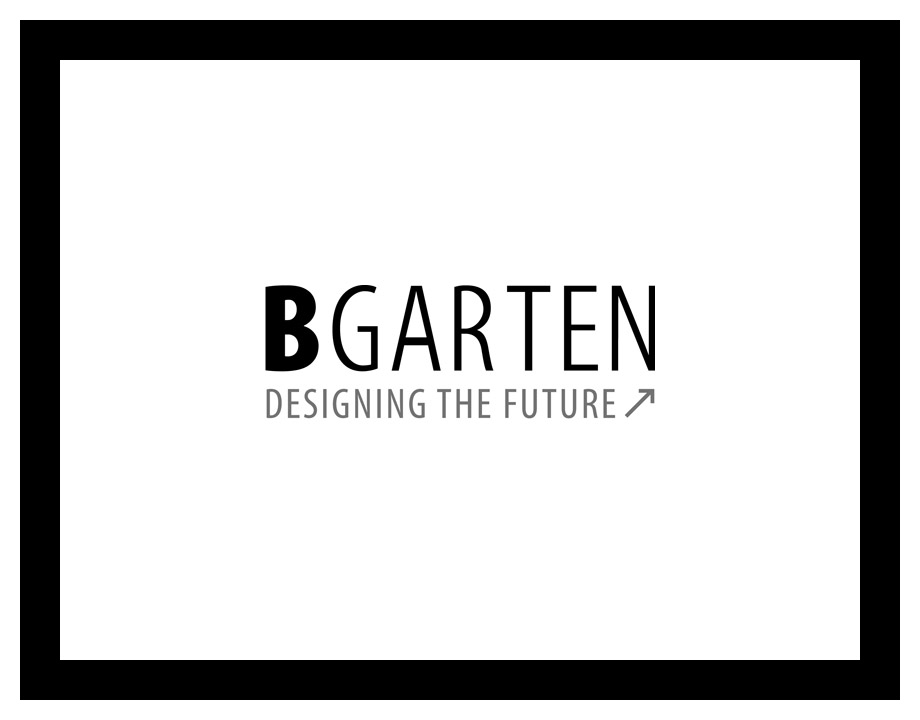 BGARTEN
DESIGNING THE FUTURE↗